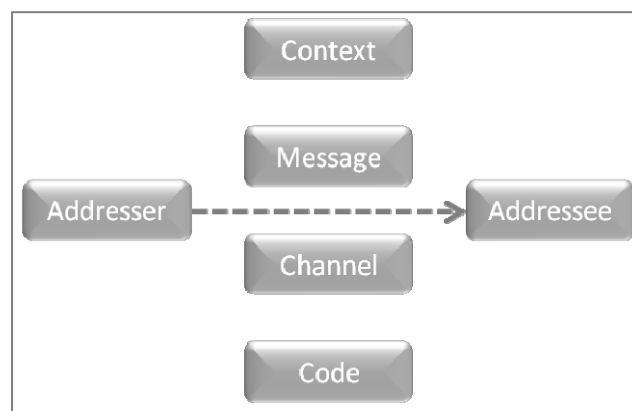 Context
Message
Addresser
Addressee
Channel
Code